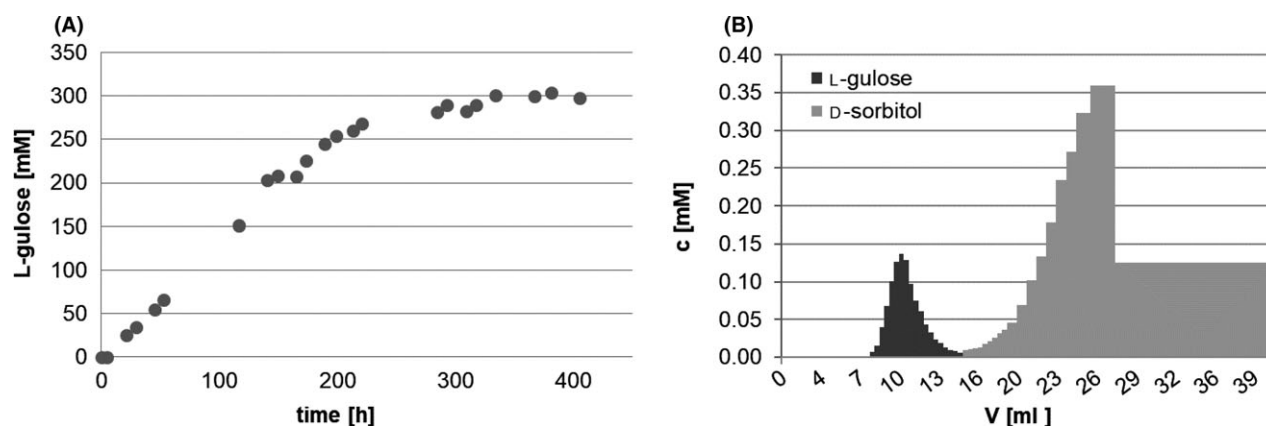 (A)
350
300
250
200
150
100
50
0
L-gulose [mM]
0 100 200 300 400
time [h]
(B)
0.40
0.35
0.30
0.25
0.20
0.15
0.10
0.05
0.00
c [mM]
L-gulose
D-sorbitol
0 4 7 10 13 16 20 23 26 29 32 36 39
V [ml ]